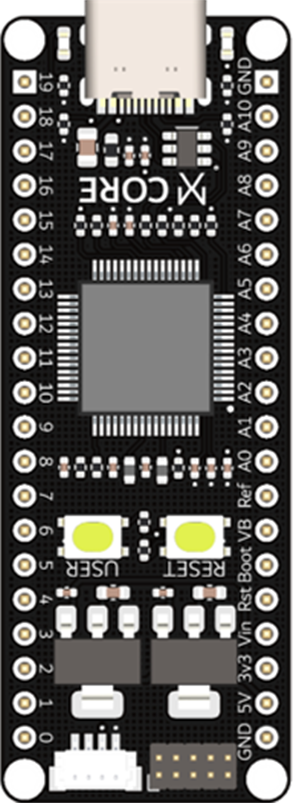 19 GND
18 A10
17 A9
16 A8
15 A7
14 A6
13 A5
12 A4
11 A3
10 A2
9 A1
8 A0
7 Ref
6 VB
5 Boot
4 Rst
3 Vin
2 3v3
1 5V
0 GND
CORE
USER RESET